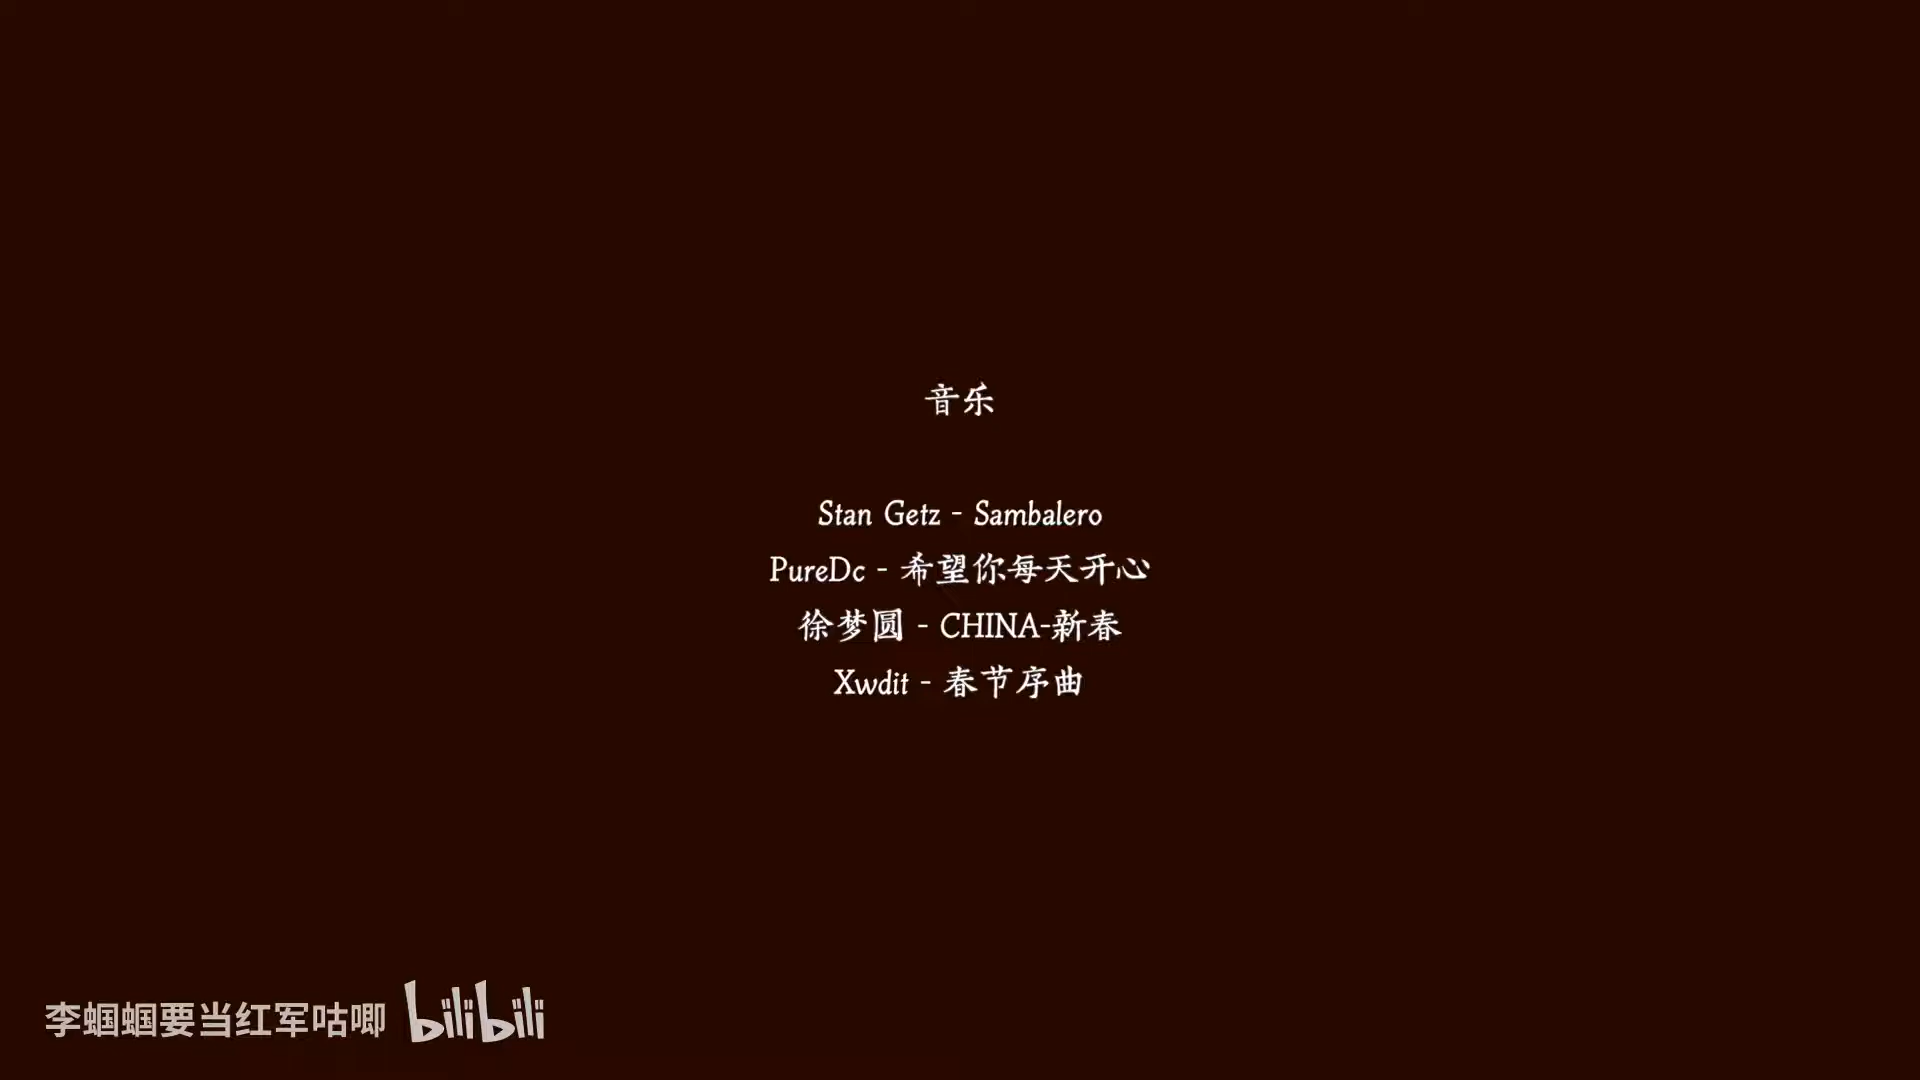 音乐
Stan Getz - Sambalero
PureDc - 希望你每天开心
徐梦圆 - CHINA-新春
Xwdit - 春节序曲
李蝈蝈要当红军咕唧 bilibili